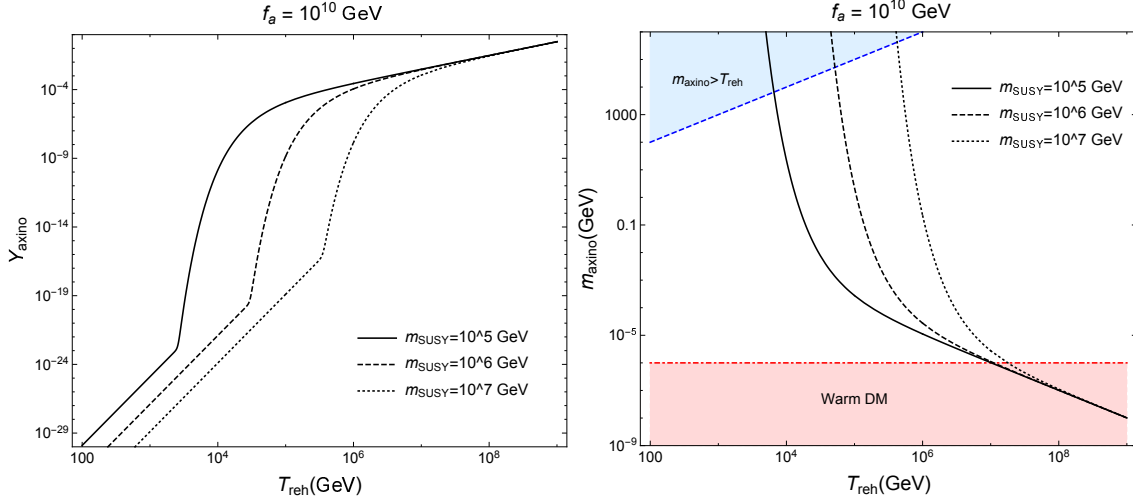 f_a = 10^10 GeV
Y_axino
10^-4
10^-9
10^-14
10^-19
10^-24
10^-29
m_SUSY=10^5 GeV
m_SUSY=10^6 GeV
m_SUSY=10^7 GeV
100 10^4 10^6 10^8
T_reh(GeV)
f_a = 10^10 GeV
m_axino(GeV)
1000
0.1
10^-5
10^-9
m_axino>T_reh
m_SUSY=10^5 GeV
m_SUSY=10^6 GeV
m_SUSY=10^7 GeV
Warm DM
100 10^4 10^6 10^8
T_reh(GeV)